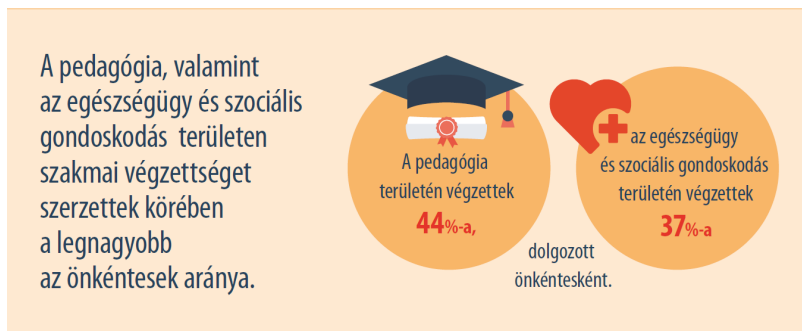 A pedagógia, valamint
az egészségügy és szociális
gondoskodás területen
szakmai végzettséget
szerzettek körében
a legnagyobb
az önkéntesek aránya.
A pedagógia
területén végzettek
44%-a,
az egészségügy
és szociális gondoskodás
területén végzettek
37%-a
dolgozott
önkéntesként.